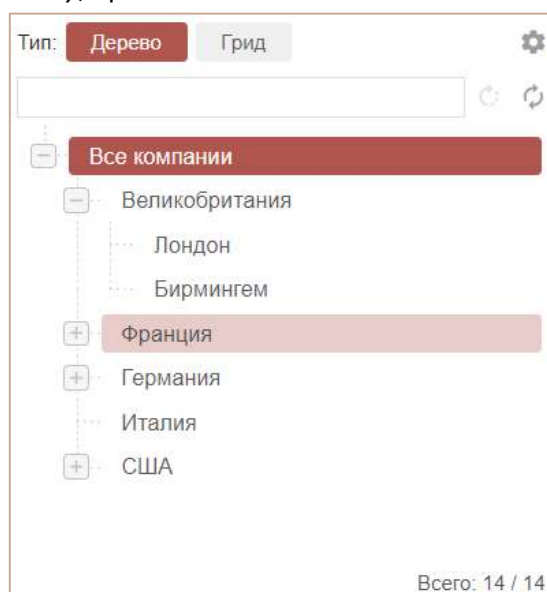 Тип: Дерево Грид
Все компании
Великобритания
Лондон
Бирмингем
Франция
Германия
Италия
США
Всего: 14 / 14